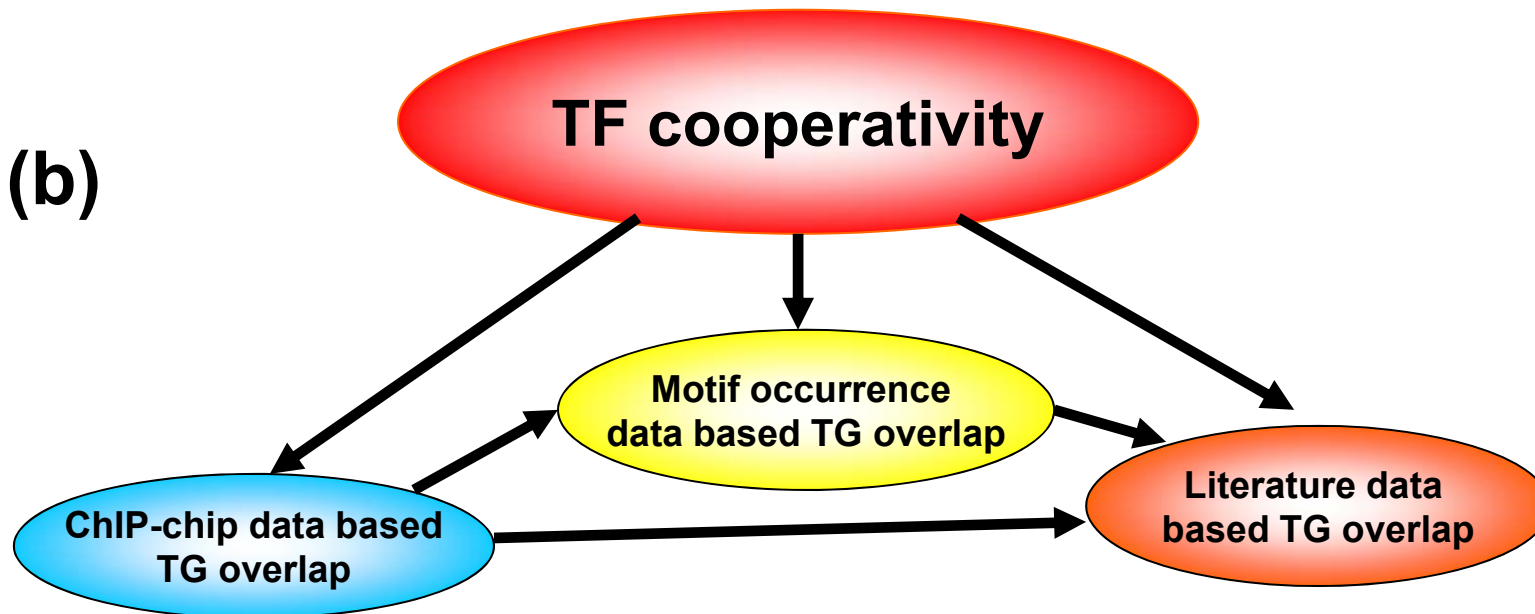 TF cooperativity
(b)
Motif occurrence
data based TG overlap
Literature data
based TG overlap
ChIP-chip data based
TG overlap